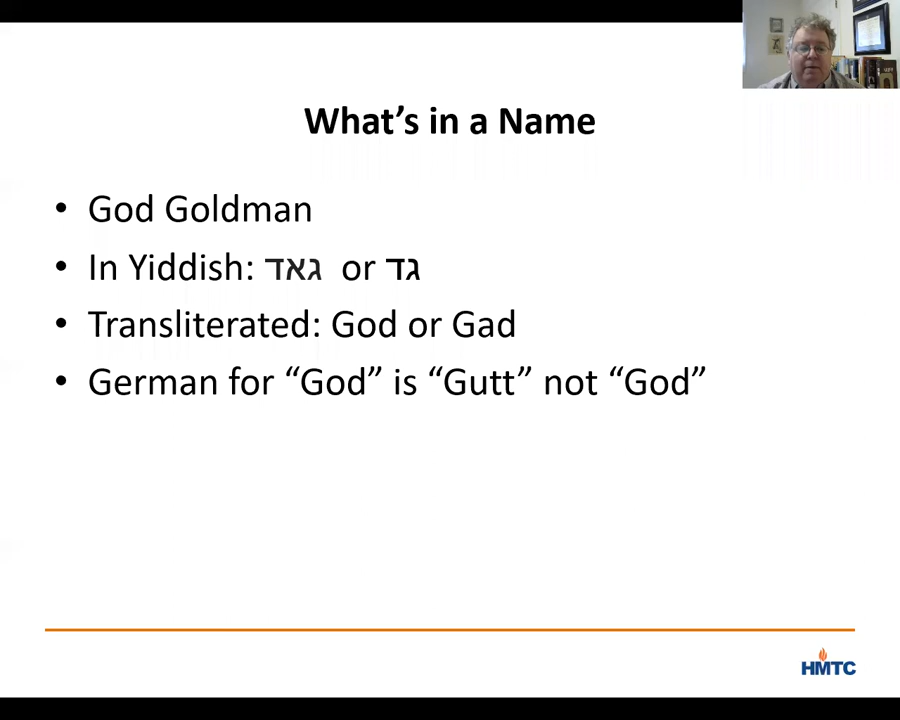 What’s in a Name
• God Goldman
• In Yiddish: גאד or גד
• Transliterated: God or Gad
• German for “God” is “Gutt” not “God”
HMTC